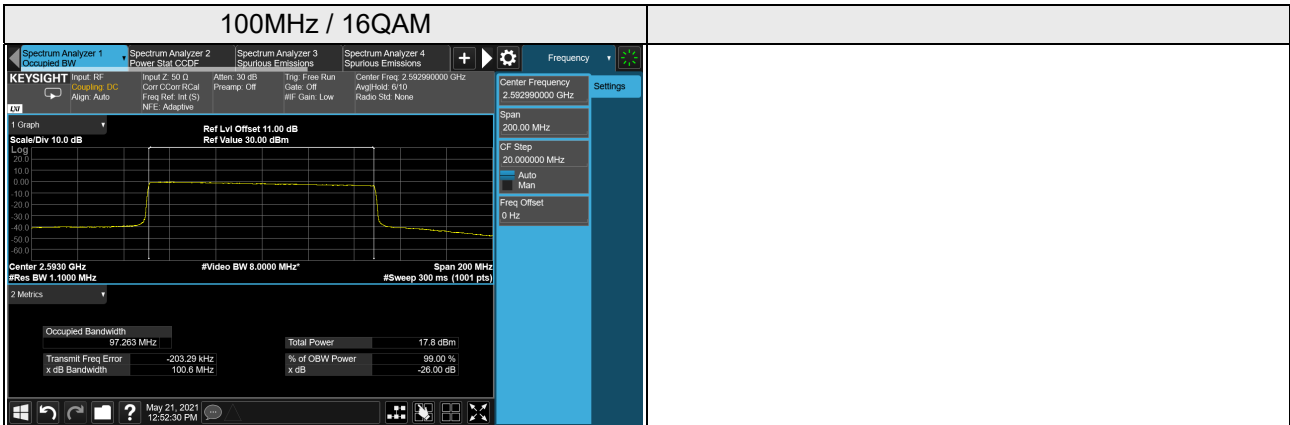 100MHz / 16QAM
Spectrum Analyzer 1
Occupied BW
Spectrum Analyzer 2
Power Stat CCDF
Spectrum Analyzer 3
Spurious Emissions
Spectrum Analyzer 4
Spurious Emissions
+
Frequency
KEYSIGHT
LXI
Input: RF
Coupling: DC
Align: Auto
Input Z: 50 Ω
Corr CCorr RCal
Freq Ref: Int (S)
NFE: Adaptive
Atten: 30 dB
Preamp: Off
Trig: Free Run
Gate: Off
#IF Gain: Low
Center Freq: 2.592990000 GHz
Avg|Hold: 6/10
Radio Std: None
Center Frequency
2.592990000 GHz
Settings
Span
200.00 MHz
CF Step
20.000000 MHz
Auto
Man
Freq Offset
0 Hz
1 Graph
Scale/Div 10.0 dB
Ref Lvl Offset 11.00 dB
Ref Value 30.00 dBm
Log
20.0
10.0
0.00
-10.0
-20.0
-30.0
-40.0
-50.0
-60.0
Center 2.5930 GHz
#Res BW 1.1000 MHz
#Video BW 8.0000 MHz*
Span 200 MHz
#Sweep 300 ms (1001 pts)
2 Metrics
Occupied Bandwidth
97.263 MHz
Total Power 17.8 dBm
Transmit Freq Error -203.29 kHz
% of OBW Power 99.00 %
x dB Bandwidth 100.6 MHz
x dB -26.00 dB
?
May 21, 2021
12:52:30 PM